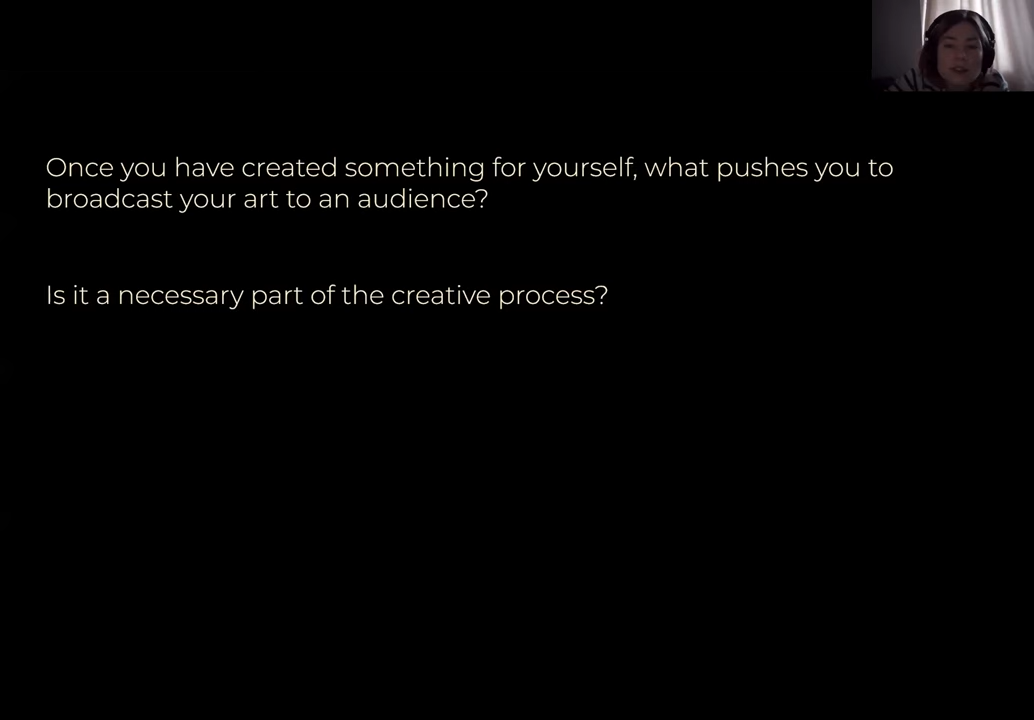 Once you have created something for yourself, what pushes you to
broadcast your art to an audience?
Is it a necessary part of the creative process?